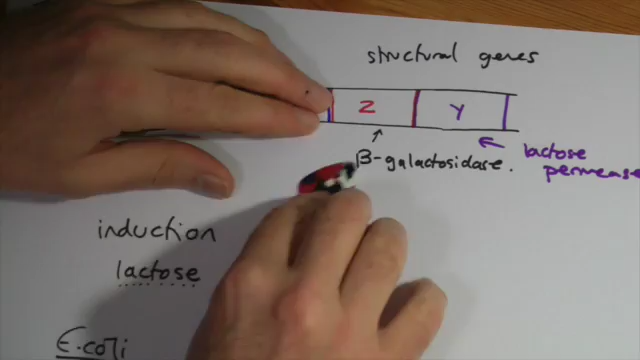 structural genes
Z Y
β-galactosidase.
lactose
permease
induction
lactose
E.coli